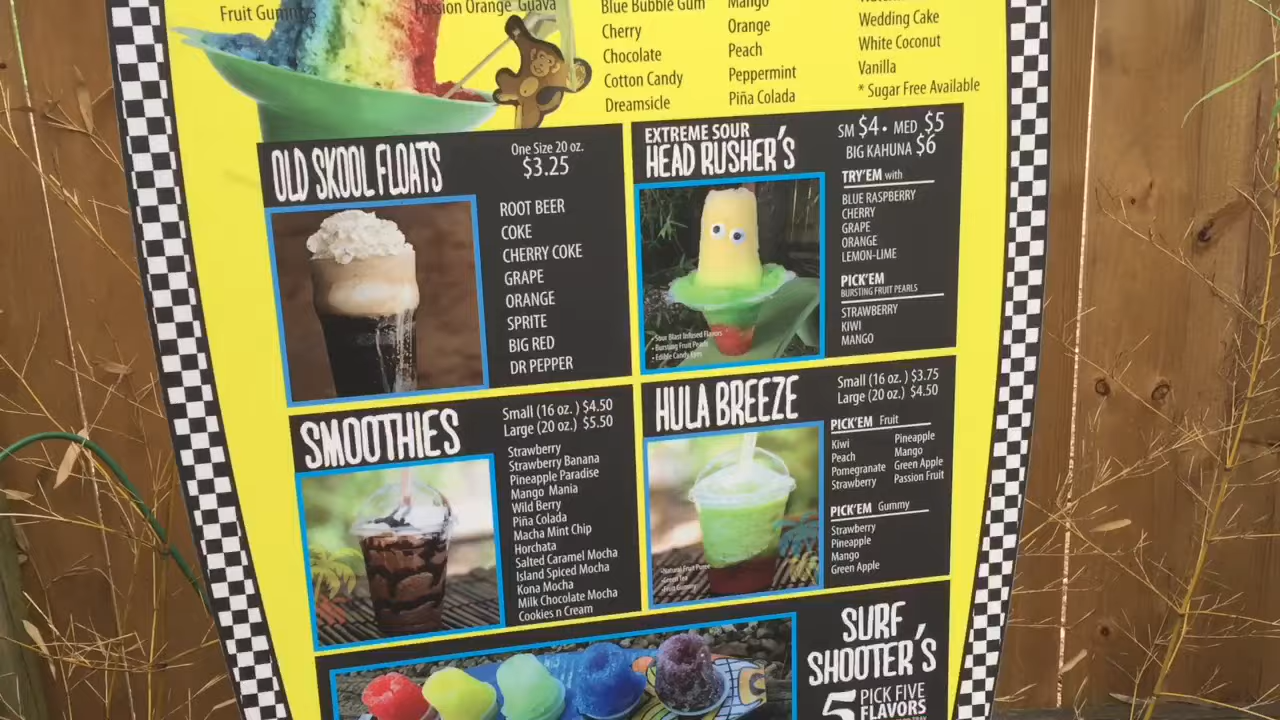 Fruit Gummys
Passion Orange Guava
Blue Bubble Gum
Cherry
Chocolate
Cotton Candy
Dreamsicle
Mango
Orange
Peach
Peppermint
Piña Colada
Wedding Cake
White Coconut
Vanilla
* Sugar Free Available
OLD SKOOL FLOATS
One Size 20 oz.
$3.25
ROOT BEER
COKE
CHERRY COKE
GRAPE
ORANGE
SPRITE
BIG RED
DR PEPPER
EXTREME SOUR
HEAD RUSHER'S
SM $4• MED $5
BIG KAHUNA $6
TRY'EM with
BLUE RASPBERRY
CHERRY
GRAPE
ORANGE
LEMON-LIME
PICK'EM
BURSTING FRUIT PEARLS
STRAWBERRY
KIWI
MANGO
• Sour Blast Infused Flavors
• Bursting Fruit Pearls
• Edible Candy Eyes
SMOOTHIES
Small (16 oz. ) $4.50
Large (20 oz.) $5.50
Strawberry
Strawberry Banana
Pineapple Paradise
Mango Mania
Wild Berry
Piña Colada
Macha Mint Chip
Horchata
Salted Caramel Mocha
Island Spiced Mocha
Kona Mocha
Milk Chocolate Mocha
Cookies n Cream
HULA BREEZE
Small (16 oz. ) $3.75
Large (20 oz.) $4.50
PICK'EM Fruit
Kiwi
Peach
Pomegranate
Strawberry
Pineapple
Mango
Green Apple
Passion Fruit
PICK'EM Gummy
Strawberry
Pineapple
Mango
Green Apple
•Natural Fruit Puree
•Green Tea
•Fruit Gummy
SURF
SHOOTER'S
5 PICK FIVE
FLAVORS